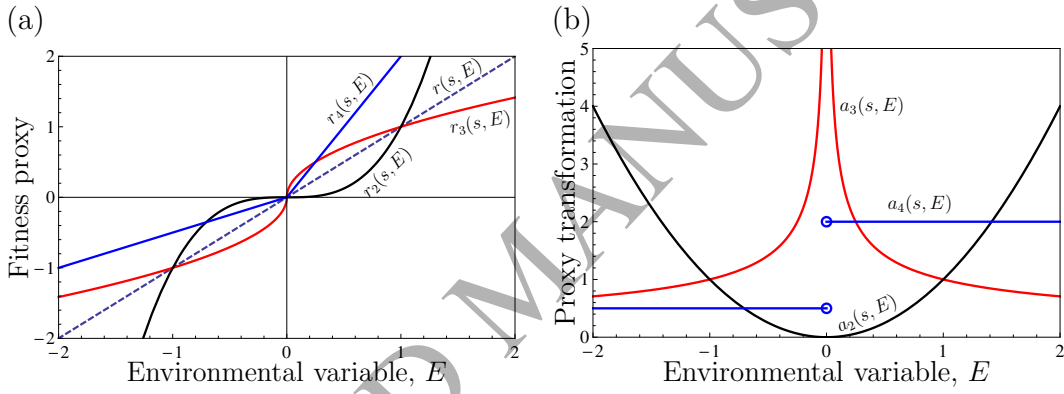 (a)
Fitness proxy
2
1
0
−1
−2
−2
−1
0
1
2
r4(s, E)
r(s, E)
r3(s, E)
r2(s, E)
Environmental variable, E
(b)
Proxy transformation
5
4
3
2
1
0
−2
−1
0
1
2
a3(s, E)
a4(s, E)
a2(s, E)
Environmental variable, E
D MANUS